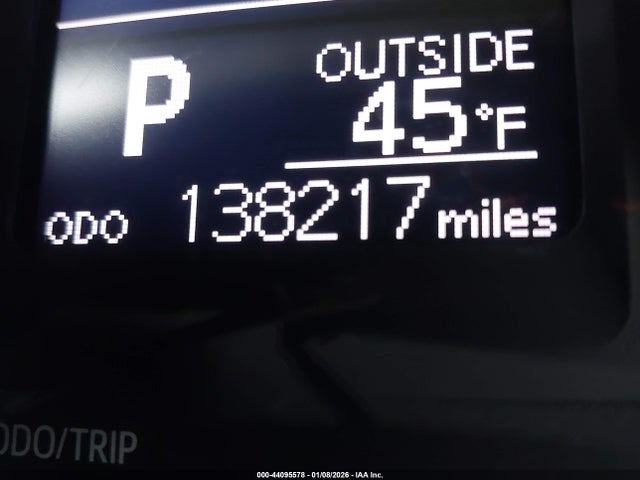 P
OUTSIDE
45°F
ODO 138217 miles
ODO/TRIP
000-44095578 - 01/08/2026 - IAA Inc.